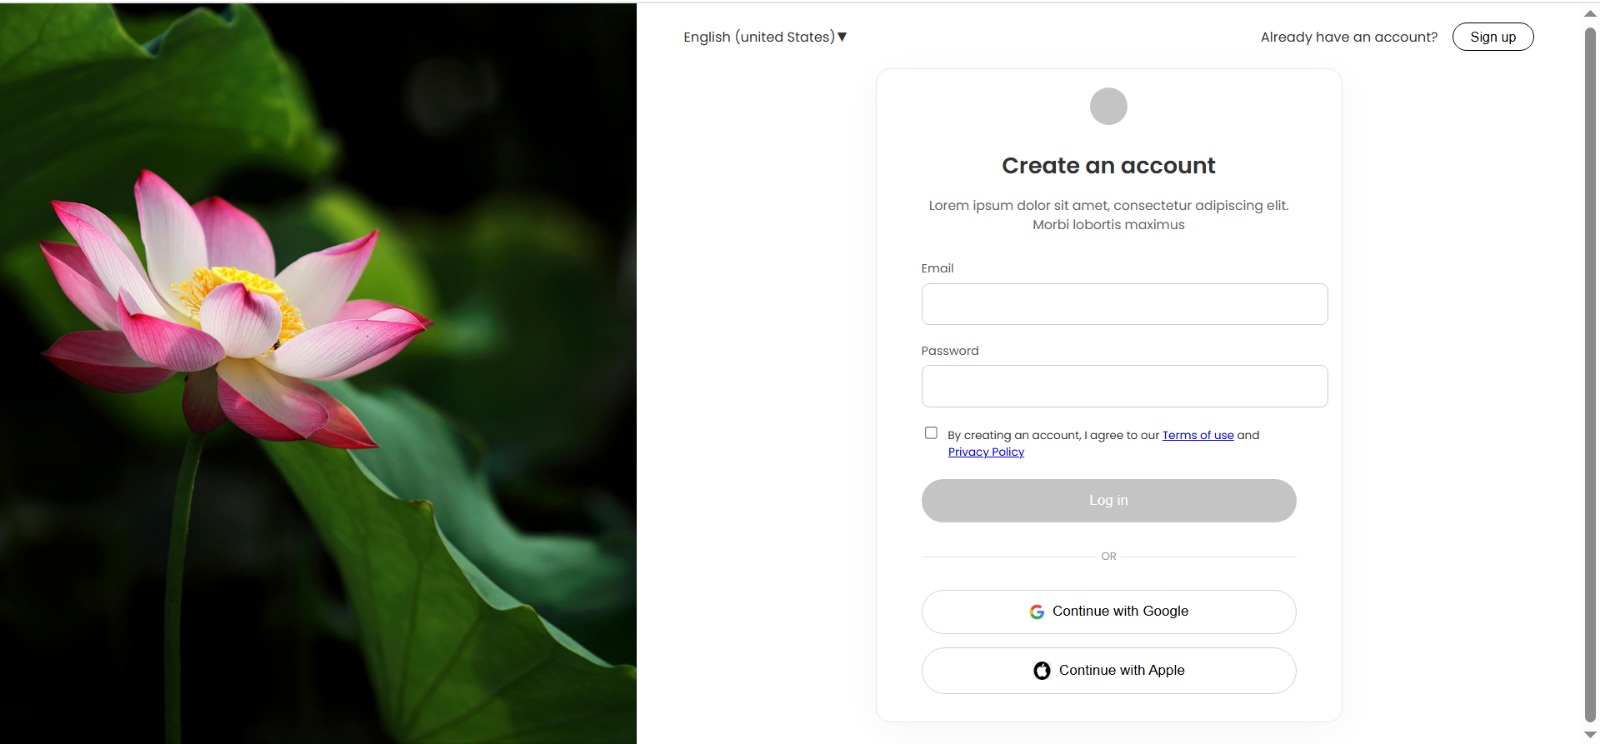 English (united States)▼
Already have an account? Sign up
Create an account
Lorem ipsum dolor sit amet, consectetur adipiscing elit.
Morbi lobortis maximus
Email
Password
By creating an account, I agree to our Terms of use and
Privacy Policy
Log in
OR
Continue with Google
Continue with Apple